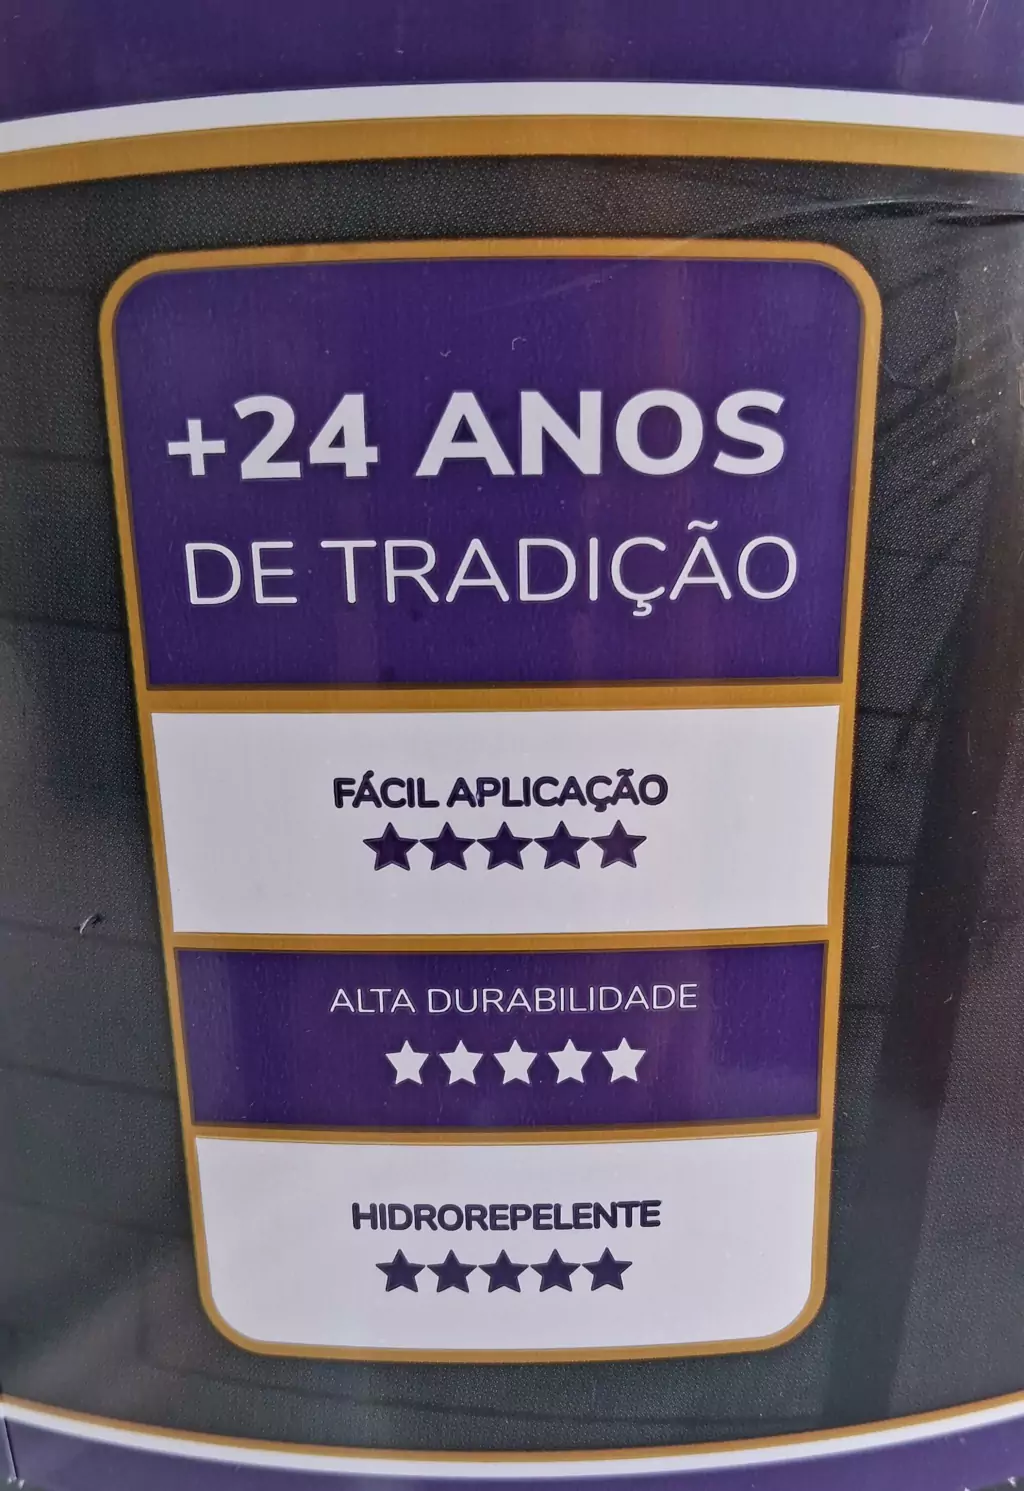 +24 ANOS
DE TRADIÇÃO
FÁCIL APLICAÇÃO
ALTA DURABILIDADE
HIDROREPELENTE